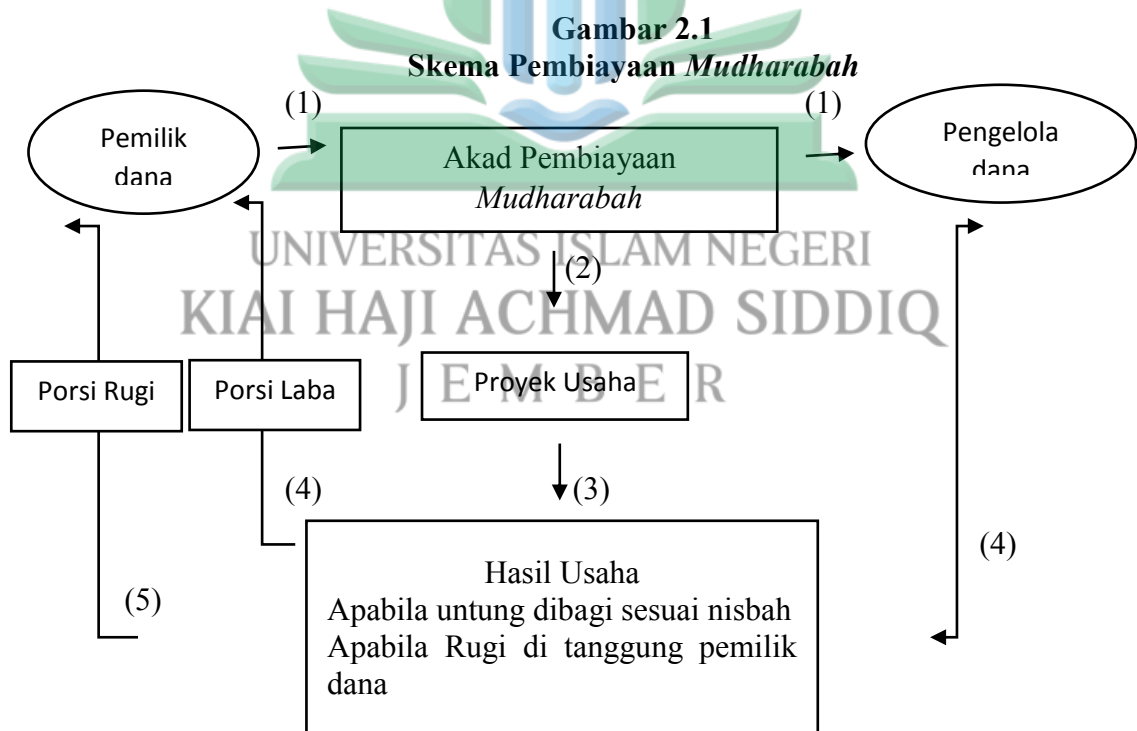 Gambar 2.1
Skema Pembiayaan Mudharabah
(1)
(1)
Pemilik
dana
Akad Pembiayaan
Mudharabah
Pengelola
dana
UNIVERSITAS ISLAM NEGERI
(2)
KIAI HAJI ACHMAD SIDDIQ
JEMBER
Porsi Rugi
Porsi Laba
Proyek Usaha
(4)
(3)
(4)
(5)
Hasil Usaha
Apabila untung dibagi sesuai nisbah
Apabila Rugi di tanggung pemilik
dana